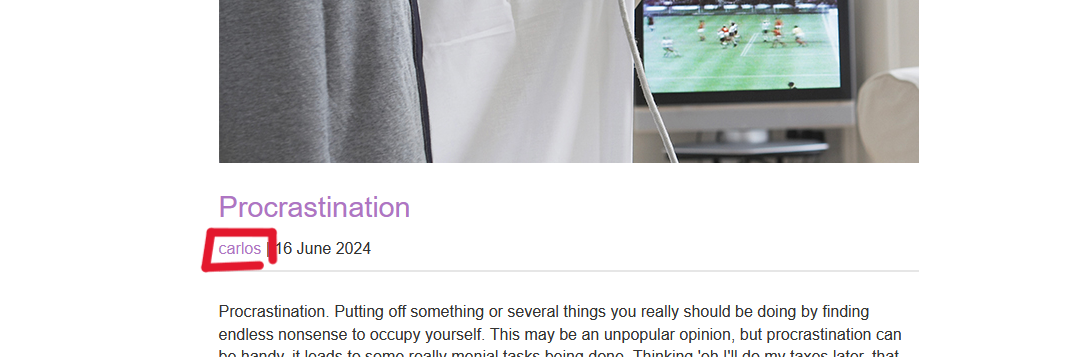 Procrastination
carlos | 16 June 2024
Procrastination. Putting off something or several things you really should be doing by finding
endless nonsense to occupy yourself. This may be an unpopular opinion, but procrastination can
be handy, it leads to some really menial tasks being done. Thinking 'oh I'll do my taxes later, that